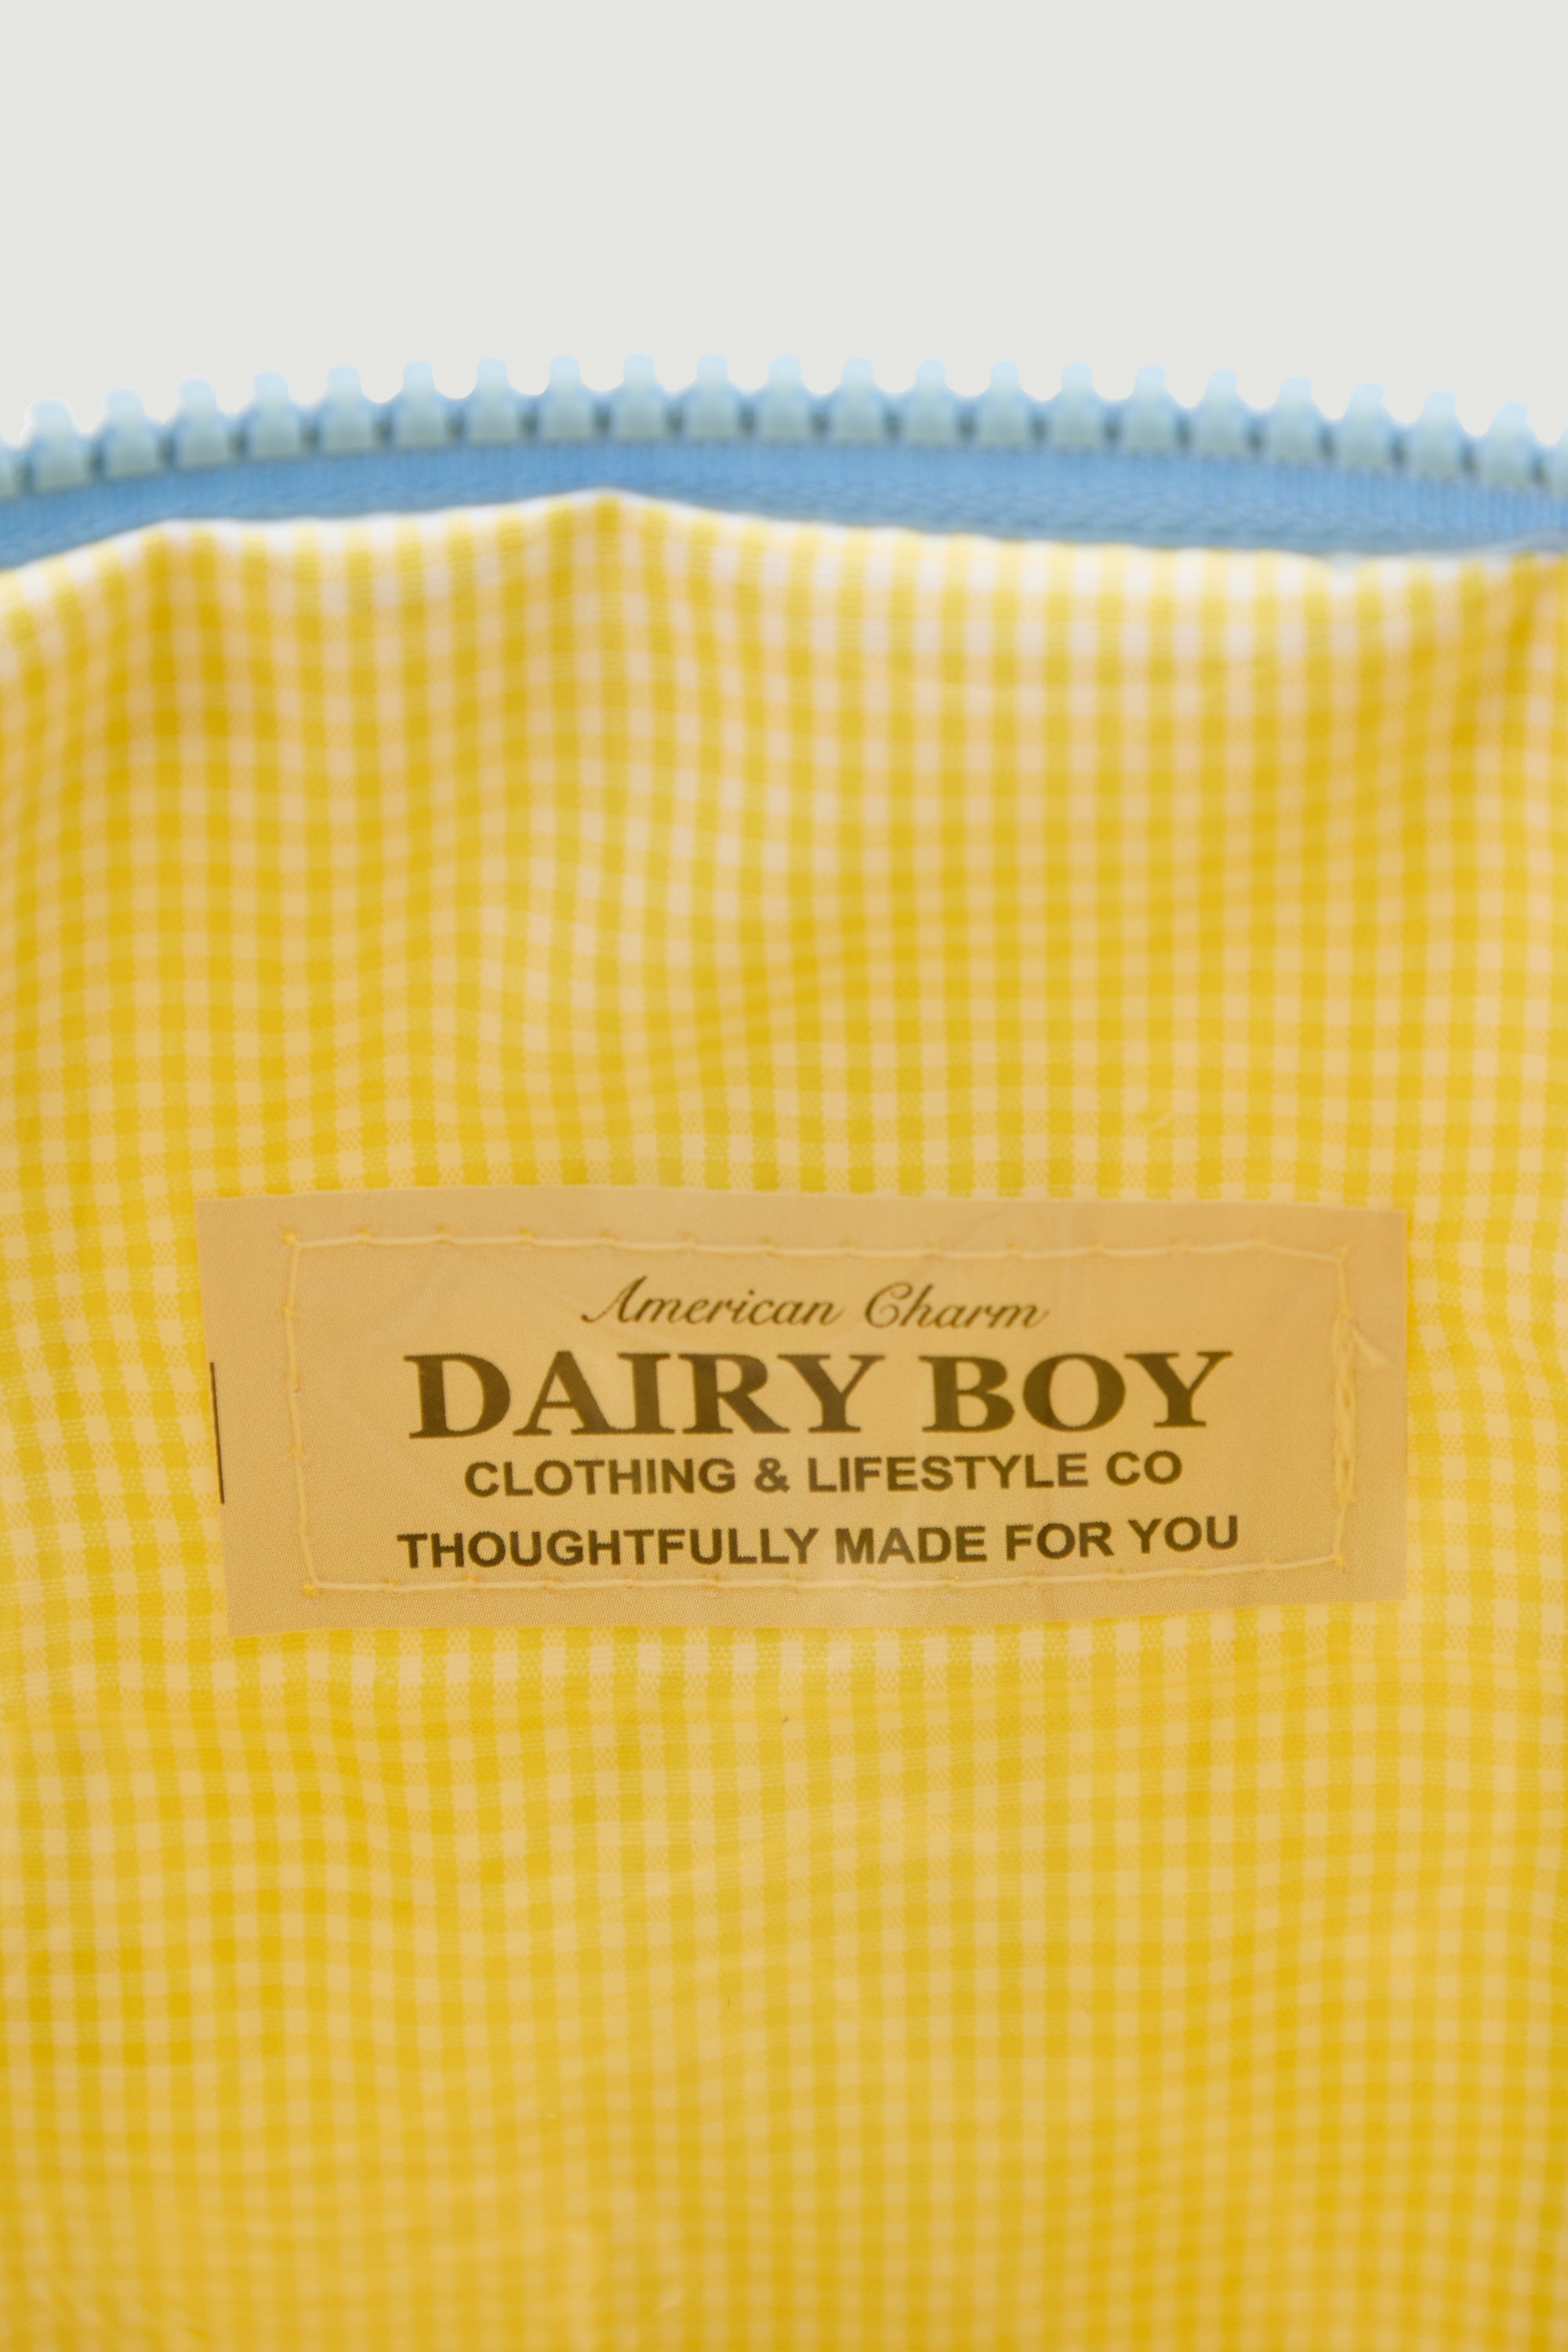 American Charm
DAIRY BOY
CLOTHING & LIFESTYLE CO
THOUGHTFULLY MADE FOR YOU